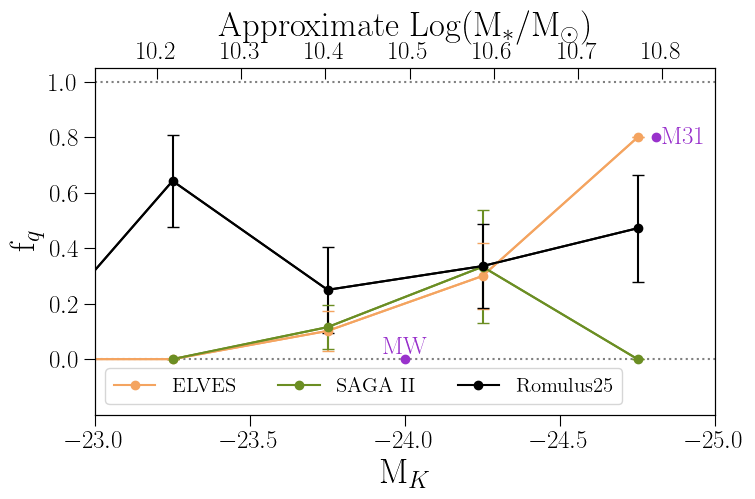 Approximate Log(M*/M⊙)
10.2 10.3 10.4 10.5 10.6 10.7 10.8
1.0
0.8
0.6
0.4
0.2
0.0
f_q
M31
MW
ELVES SAGA II Romulus25
−23.0 −23.5 −24.0 −24.5 −25.0
M_K